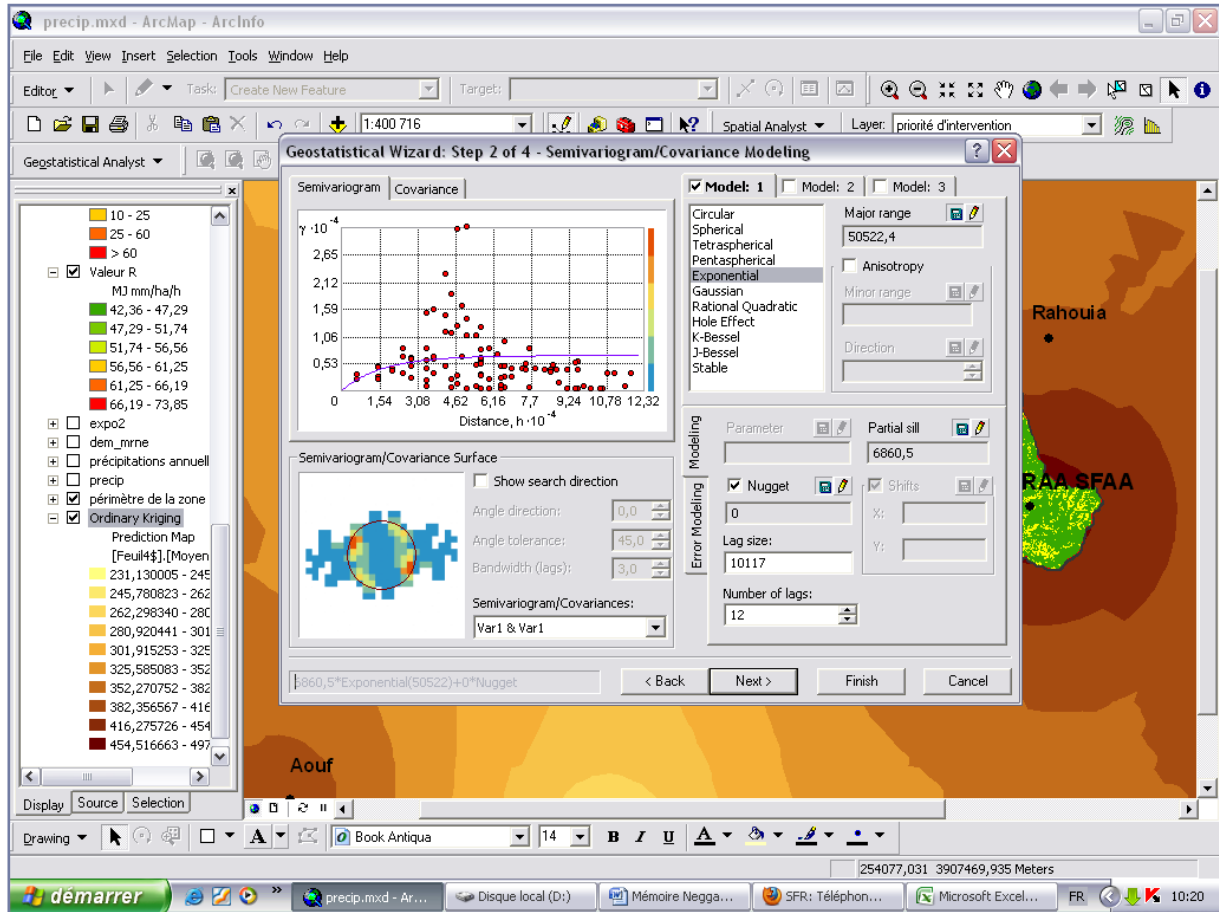 precip.mxd - ArcMap - ArcInfo
File Edit View Insert Selection Tools Window Help
Editor Task: Create New Feature Target:
1:400 716 Spatial Analyst Layer: priorité d'intervention
Geostatistical Analyst
10 - 25
25 - 60
> 60
Valeur R
MJ mm/ha/h
42,36 - 47,29
47,29 - 51,74
51,74 - 56,56
56,56 - 61,25
61,25 - 66,19
66,19 - 73,85
expo2
dem_mrne
précipitations annuell
precip
périmètre de la zone
Ordinary Kriging
Prediction Map
[Feuil4$].[Moyen
231,130005 - 245
245,780823 - 262
262,298340 - 280
280,920441 - 301
301,915253 - 325
325,585083 - 352
352,270752 - 382
382,356567 - 416
416,275726 - 454
454,516663 - 497
Display Source Selection
Geostatistical Wizard: Step 2 of 4 - Semivariogram/Covariance Modeling
Semivariogram Covariance
γ·10⁻⁴
2,65
2,12
1,59
1,06
0,53
0 1,54 3,08 4,62 6,16 7,7 9,24 10,78 12,32
Distance, h·10⁻⁴
Semivariogram/Covariance Surface
Show search direction
Angle direction: 0,0
Angle tolerance: 45,0
Bandwidth (lags): 3,0
Semivariogram/Covariances:
Var1 & Var1
Model: 1 Model: 2 Model: 3
Circular
Spherical
Tetraspherical
Pentaspherical
Exponential
Gaussian
Rational Quadratic
Hole Effect
K-Bessel
J-Bessel
Stable
Major range
50522,4
Anisotropy
Minor range
Direction
Modeling
Error Modeling
Parameter
Partial sill
6860,5
Nugget
0
Shifts
X:
Y:
Lag size:
10117
Number of lags:
12
6860,5*Exponential(50522)+0*Nugget
< Back Next > Finish Cancel
Rahouia
RAA SFAA
Aouf
Drawing A Book Antiqua 14 B I U A
254077,031 3907469,935 Meters
démarrer precip.mxd - Ar... Disque local (D:) Mémoire Negga... SFR: Téléphon... Microsoft Excel... FR 10:20